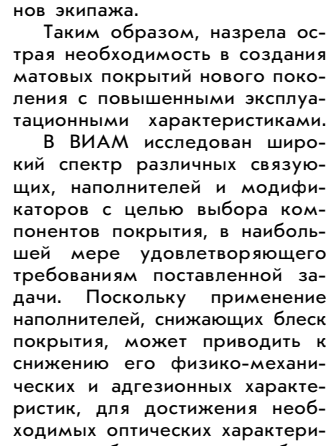 нов экипажа.
Таким образом, назрела ос-
трая необходимость в создания
матовых покрытий нового поко-
ления с повышенными эксплуа-
тационными характеристиками.
В ВИАМ исследован широ-
кий спектр различных связую-
щих, наполнителей и модифи-
каторов с целью выбора ком-
понентов покрытия, в наиболь-
шей мере удовлетворяющего
требованиям поставленной за-
дачи. Поскольку применение
наполнителей, снижающих блеск
покрытия, может приводить к
снижению его физико-механи-
ческих и адгезионных характе-
ристик, для достижения необ-
ходимых оптических характери-